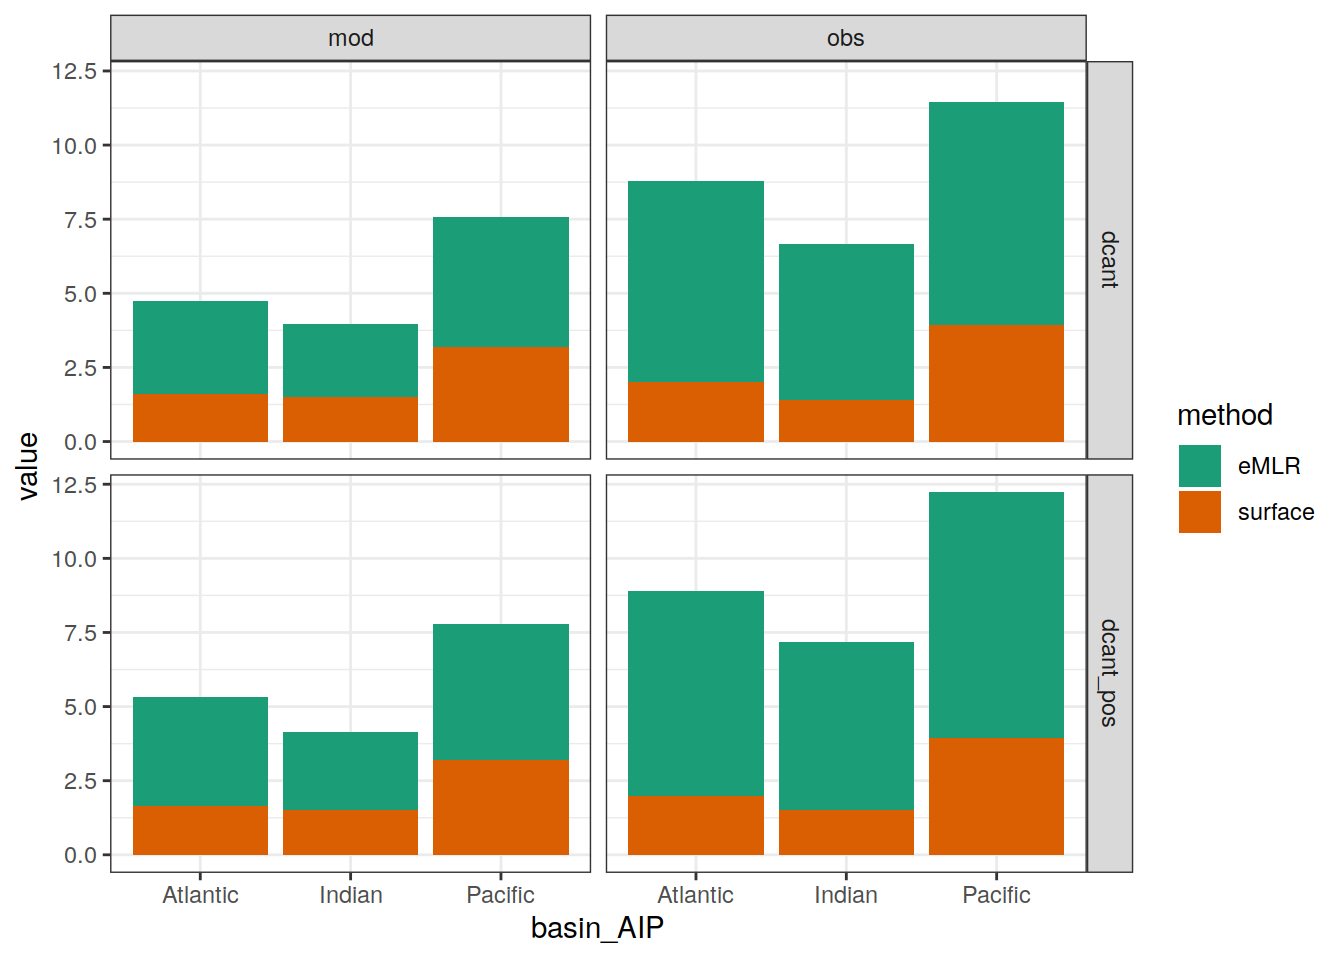 mod
obs
12.5
10.0
7.5
5.0
2.5
0.0
dcant
12.5
10.0
7.5
5.0
2.5
0.0
dcant_pos
value
Atlantic
Indian
Pacific
Atlantic
Indian
Pacific
basin_AIP
method
eMLR
surface